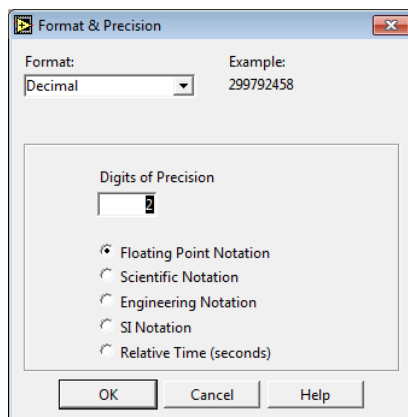 Format & Precision
Format: Example:
Decimal 299792458
Digits of Precision
2
Floating Point Notation
Scientific Notation
Engineering Notation
SI Notation
Relative Time (seconds)
OK Cancel Help